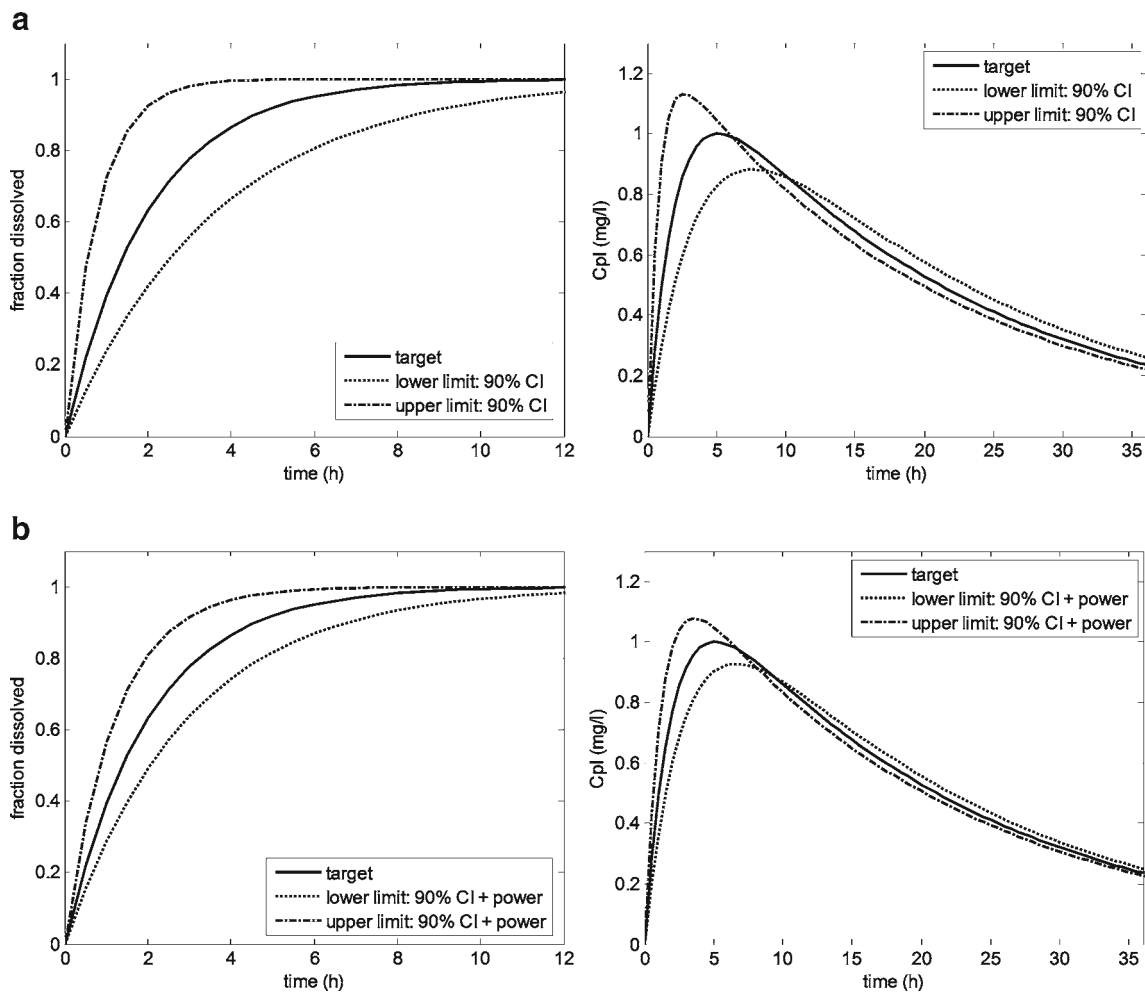 a
fraction dissolved
1
0.8
0.6
0.4
0.2
0
0 2 4 6 8 10 12
time (h)
target
lower limit: 90% CI
upper limit: 90% CI
Cpl (mg/l)
1.2
1
0.8
0.6
0.4
0.2
0
0 5 10 15 20 25 30 35
time (h)
target
lower limit: 90% CI
upper limit: 90% CI
b
fraction dissolved
1
0.8
0.6
0.4
0.2
0
0 2 4 6 8 10 12
time (h)
target
lower limit: 90% CI + power
upper limit: 90% CI + power
Cpl (mg/l)
1.2
1
0.8
0.6
0.4
0.2
0
0 5 10 15 20 25 30 35
time (h)
target
lower limit: 90% CI + power
upper limit: 90% CI + power